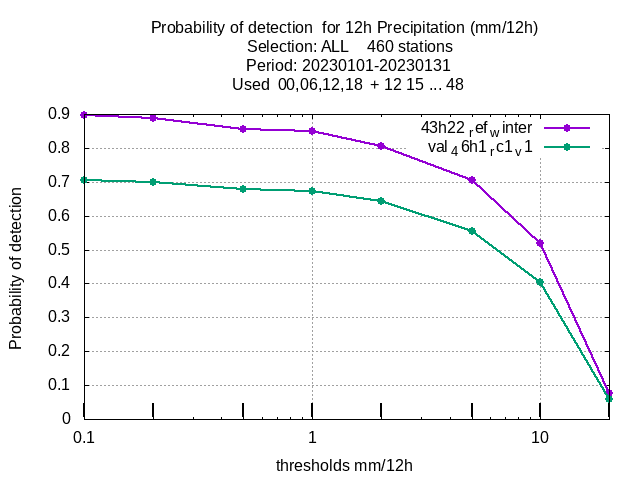 Probability of detection  for 12h Precipitation (mm/12h)
Selection: ALL    460 stations
Period: 20230101-20230131
Used  00,06,12,18  + 12 15 ... 48
Probability of detection
0.9
0.8
0.7
0.6
0.5
0.4
0.3
0.2
0.1
0
43h22 ref winter
val 46h1 rc1v1
0.1
1
10
thresholds mm/12h